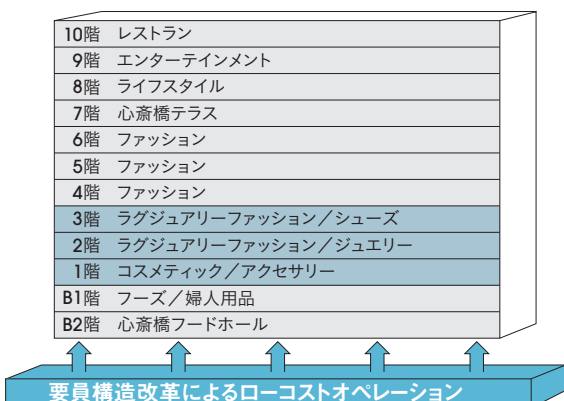 10階 レストラン
9階 エンターテインメント
8階 ライフスタイル
7階 心斎橋テラス
6階 ファッション
5階 ファッション
4階 ファッション
3階 ラグジュアリーファッション／シューズ
2階 ラグジュアリーファッション／ジュエリー
1階 コスメティック／アクセサリー
B1階 フーズ／婦人用品
B2階 心斎橋フードホール
要員構造改革によるローコストオペレーション